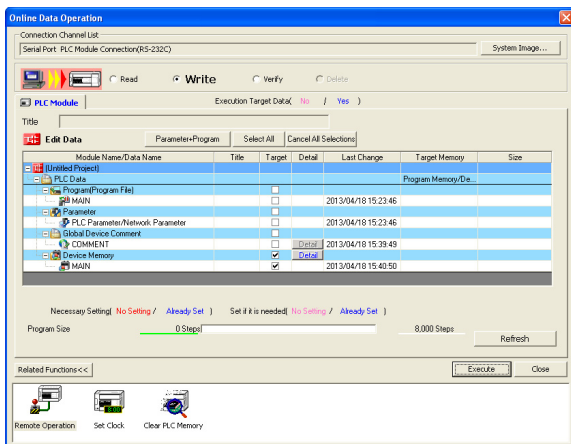 Online Data Operation
Connection Channel List
Serial Port PLC Module Connection(RS-232C)
System Image...
Read
Write
Verify
Delete
PLC Module
Execution Target Data( No / Yes )
Title
Edit Data
Parameter+Program
Select All
Cancel All Selections
Module Name/Data Name Title Target Detail Last Change Target Memory Size
(Untitled Project)
PLC Data Program Memory/De...
Program(Program File)
MAIN 2013/04/18 15:23:46
Parameter
PLC Parameter/Network Parameter 2013/04/18 15:23:46
Global Device Comment
COMMENT Detail 2013/04/18 15:39:49
Device Memory Detail
MAIN 2013/04/18 15:40:50
Necessary Setting( No Setting / Already Set ) Set if it is needed( No Setting / Already Set )
Program Size 0 Steps 8,000 Steps
Refresh
Related Functions<<
Execute
Close
Remote Operation Set Clock Clear PLC Memory